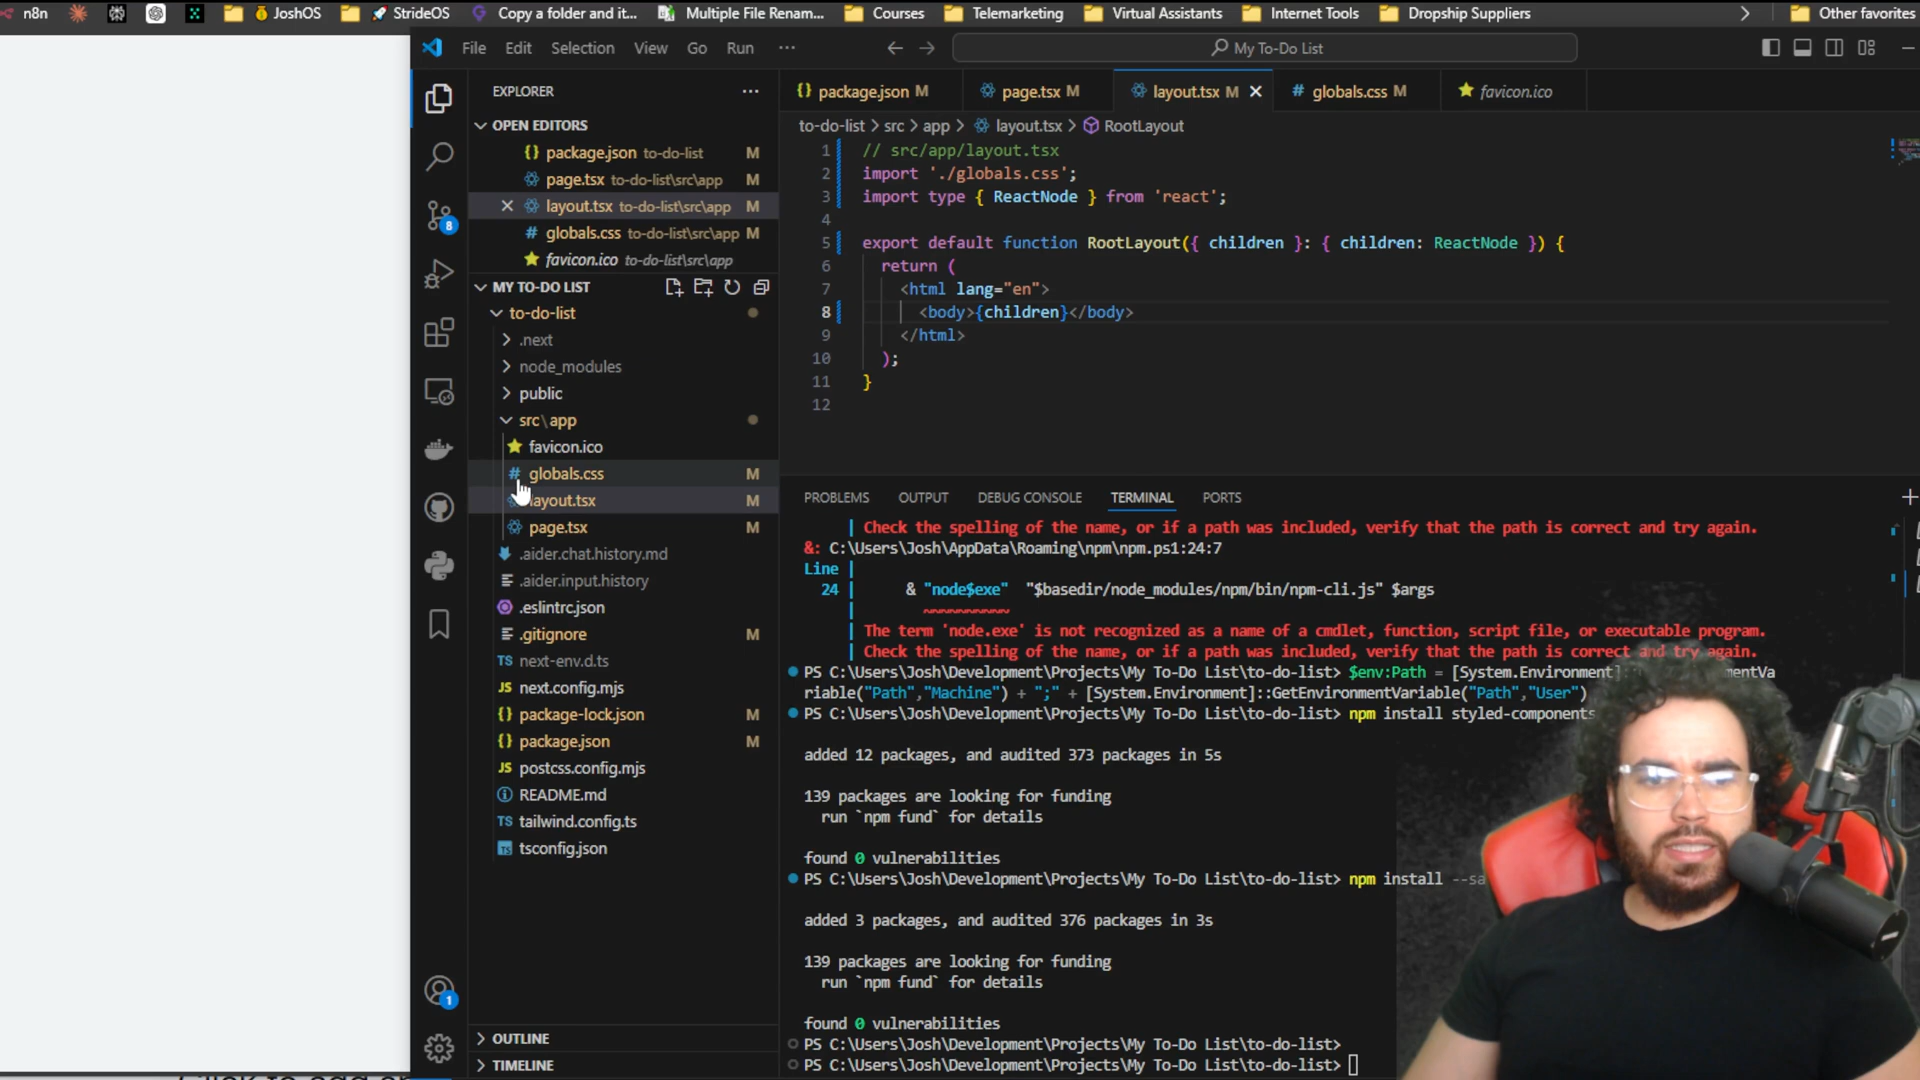 n8n
JoshOS
StrideOS
Copy a folder and it...
Multiple File Renam...
Courses
Telemarketing
Virtual Assistants
Internet Tools
Dropship Suppliers
Other favorites
File Edit Selection View Go Run ...
My To-Do List
EXPLORER
OPEN EDITORS
package.json to-do-list M
page.tsx to-do-list\src\app M
layout.tsx to-do-list\src\app M
globals.css to-do-list\src\app M
favicon.ico to-do-list\src\app
MY TO-DO LIST
to-do-list
.next
node_modules
public
src\app
favicon.ico
globals.css M
layout.tsx M
page.tsx M
.aider.chat.history.md
.aider.input.history
.eslintrc.json
.gitignore M
next-env.d.ts
next.config.mjs
package-lock.json M
package.json M
postcss.config.mjs
README.md
tailwind.config.ts
tsconfig.json
OUTLINE
TIMELINE
8
1
package.json M
page.tsx M
layout.tsx M
globals.css M
favicon.ico
to-do-list > src > app > layout.tsx > RootLayout
1 // src/app/layout.tsx
2 import './globals.css';
3 import type { ReactNode } from 'react';
4
5 export default function RootLayout({ children }: { children: ReactNode }) {
6 return (
7 <html lang="en">
8 <body>{children}</body>
9 </html>
10 );
11 }
12
PROBLEMS OUTPUT DEBUG CONSOLE TERMINAL PORTS
| Check the spelling of the name, or if a path was included, verify that the path is correct and try again.
&: C:\Users\Josh\AppData\Roaming\npm\npm.ps1:24:7
Line |
24 | & "node$exe" "$basedir/node_modules/npm/bin/npm-cli.js" $args
| ~~~~~~~~~~~
| The term 'node.exe' is not recognized as a name of a cmdlet, function, script file, or executable program.
| Check the spelling of the name, or if a path was included, verify that the path is correct and try again.
PS C:\Users\Josh\Development\Projects\My To-Do List\to-do-list> $env:Path = [System.Environment]
riable("Path","Machine") + ";" + [System.Environment]::GetEnvironmentVariable("Path","User")
PS C:\Users\Josh\Development\Projects\My To-Do List\to-do-list> npm install styled-components
added 12 packages, and audited 373 packages in 5s
139 packages are looking for funding
run `npm fund` for details
found 0 vulnerabilities
PS C:\Users\Josh\Development\Projects\My To-Do List\to-do-list> npm install --sa
added 3 packages, and audited 376 packages in 3s
139 packages are looking for funding
run `npm fund` for details
found 0 vulnerabilities
PS C:\Users\Josh\Development\Projects\My To-Do List\to-do-list>
PS C:\Users\Josh\Development\Projects\My To-Do List\to-do-list>